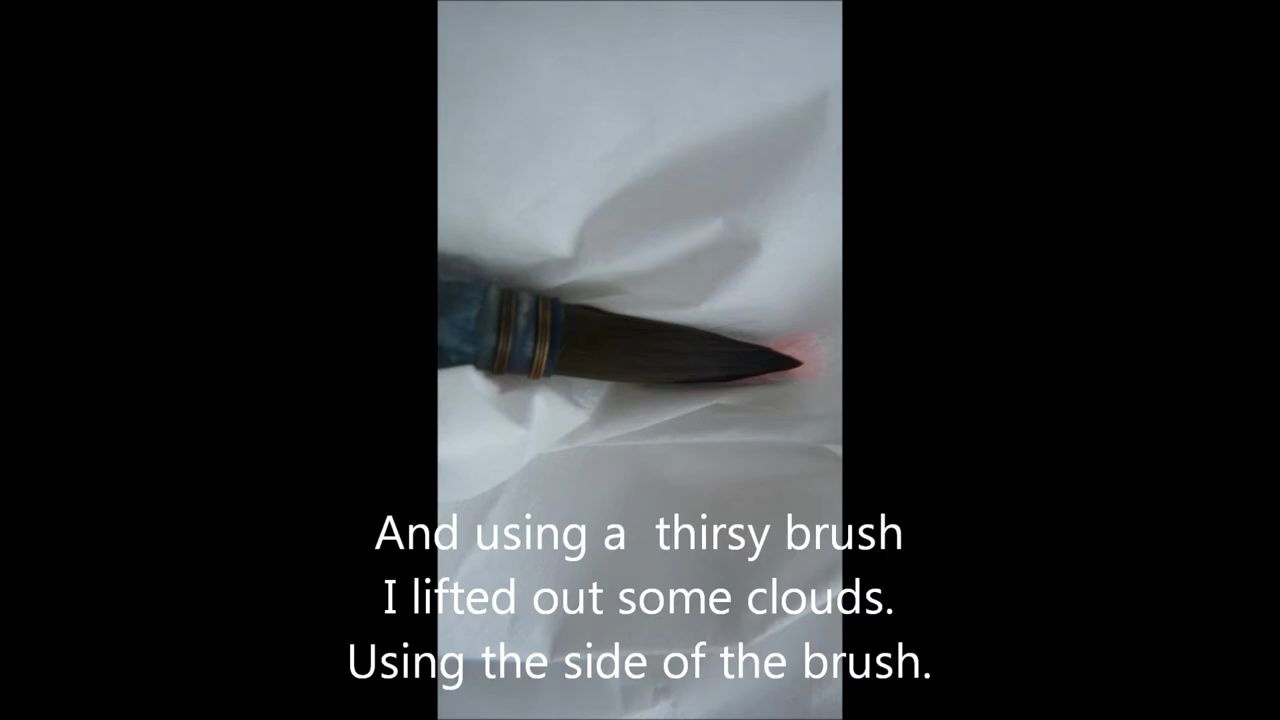 And using a  thirsy brush
I lifted out some clouds.
Using the side of the brush.